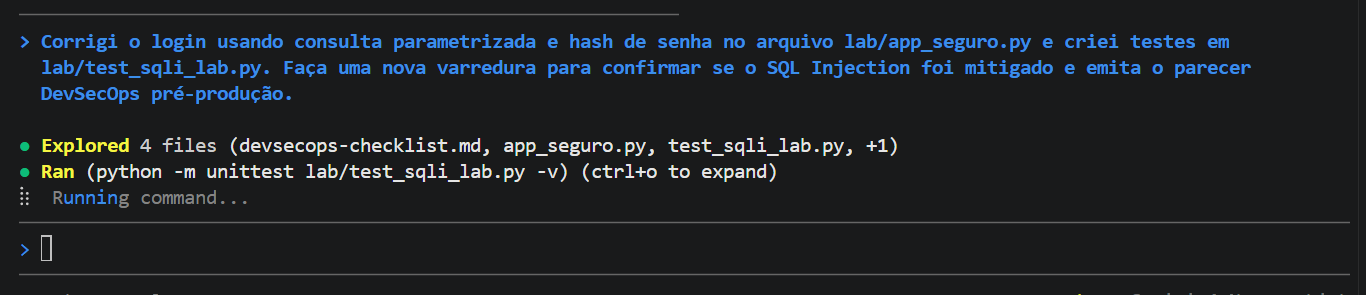 > Corrigi o login usando consulta parametrizada e hash de senha no arquivo lab/app_seguro.py e criei testes em
lab/test_sqli_lab.py. Faça uma nova varredura para confirmar se o SQL Injection foi mitigado e emita o parecer
DevSecOps pré-produção.
● Explored 4 files (devsecops-checklist.md, app_seguro.py, test_sqli_lab.py, +1)
● Ran (python -m unittest lab/test_sqli_lab.py -v) (ctrl+o to expand)
Running command...
>